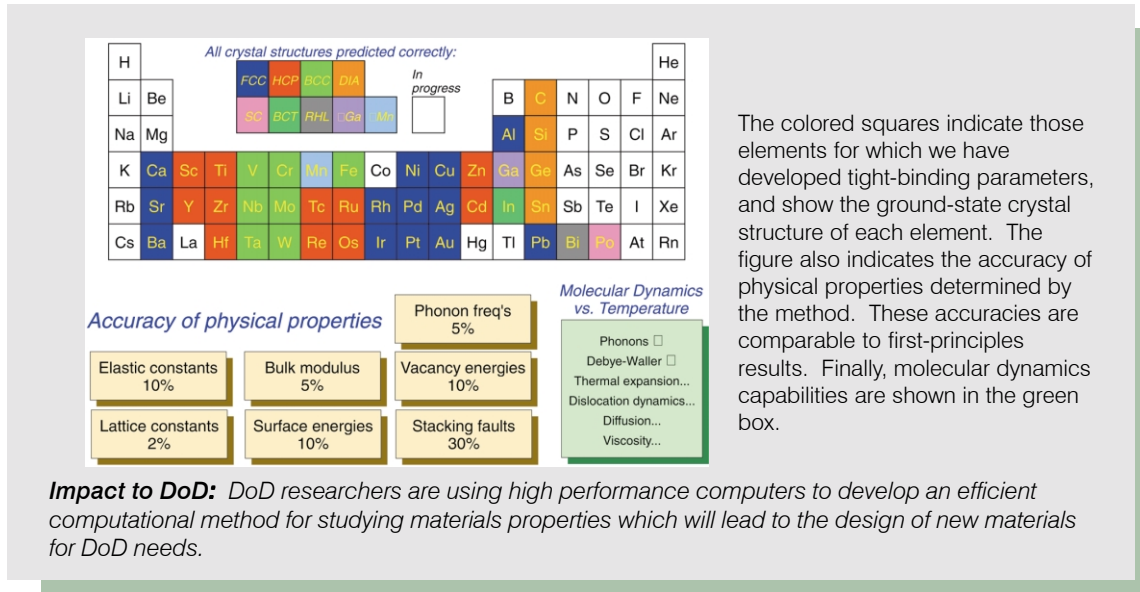 All crystal structures predicted correctly:
H He
FCC HCP BCC DIA In
progress
Li Be B C N O F Ne
SC BCT RHL □Ga □Mn
Na Mg Al Si P S Cl Ar
K Ca Sc Ti V Cr Mn Fe Co Ni Cu Zn Ga Ge As Se Br Kr
Rb Sr Y Zr Nb Mo Tc Ru Rh Pd Ag Cd In Sn Sb Te I Xe
Cs Ba La Hf Ta W Re Os Ir Pt Au Hg Tl Pb Bi Po At Rn
Accuracy of physical properties
Phonon freq's
5%
Elastic constants
10%
Bulk modulus
5%
Vacancy energies
10%
Lattice constants
2%
Surface energies
10%
Stacking faults
30%
Molecular Dynamics
vs. Temperature
Phonons □
Debye-Waller □
Thermal expansion...
Dislocation dynamics...
Diffusion...
Viscosity...
The colored squares indicate those
elements for which we have
developed tight-binding parameters,
and show the ground-state crystal
structure of each element. The
figure also indicates the accuracy of
physical properties determined by
the method. These accuracies are
comparable to first-principles
results. Finally, molecular dynamics
capabilities are shown in the green
box.
Impact to DoD: DoD researchers are using high performance computers to develop an efficient
computational method for studying materials properties which will lead to the design of new materials
for DoD needs.